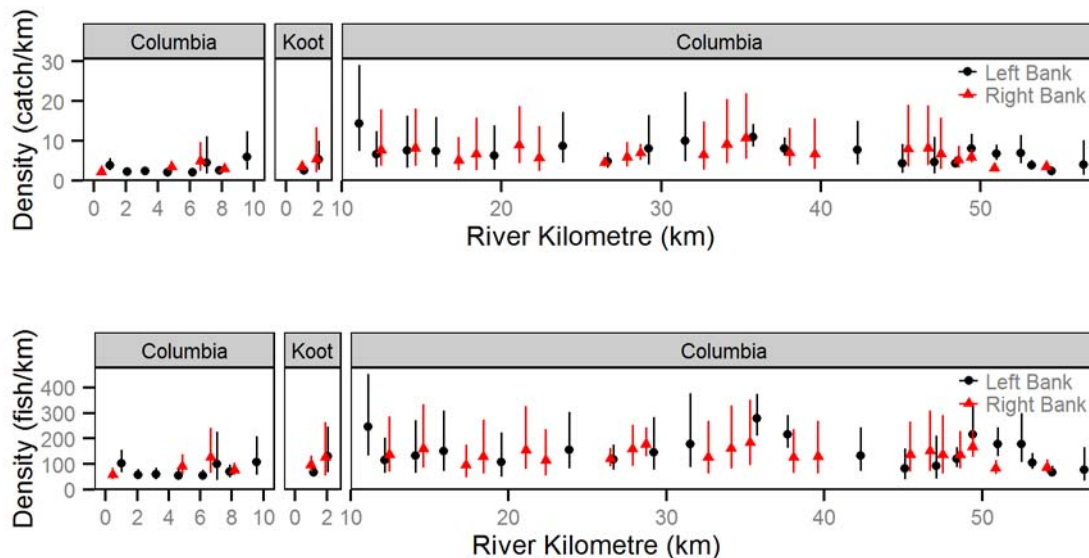 Columbia Koot Columbia
Density (catch/km)
30
20
10
0
Left Bank
Right Bank
0 2 4 6 8 10 0 2 10 20 30 40 50
River Kilometre (km)
Columbia Koot Columbia
Density (fish/km)
400
300
200
100
0
Left Bank
Right Bank
0 2 4 6 8 10 0 2 10 20 30 40 50
River Kilometre (km)